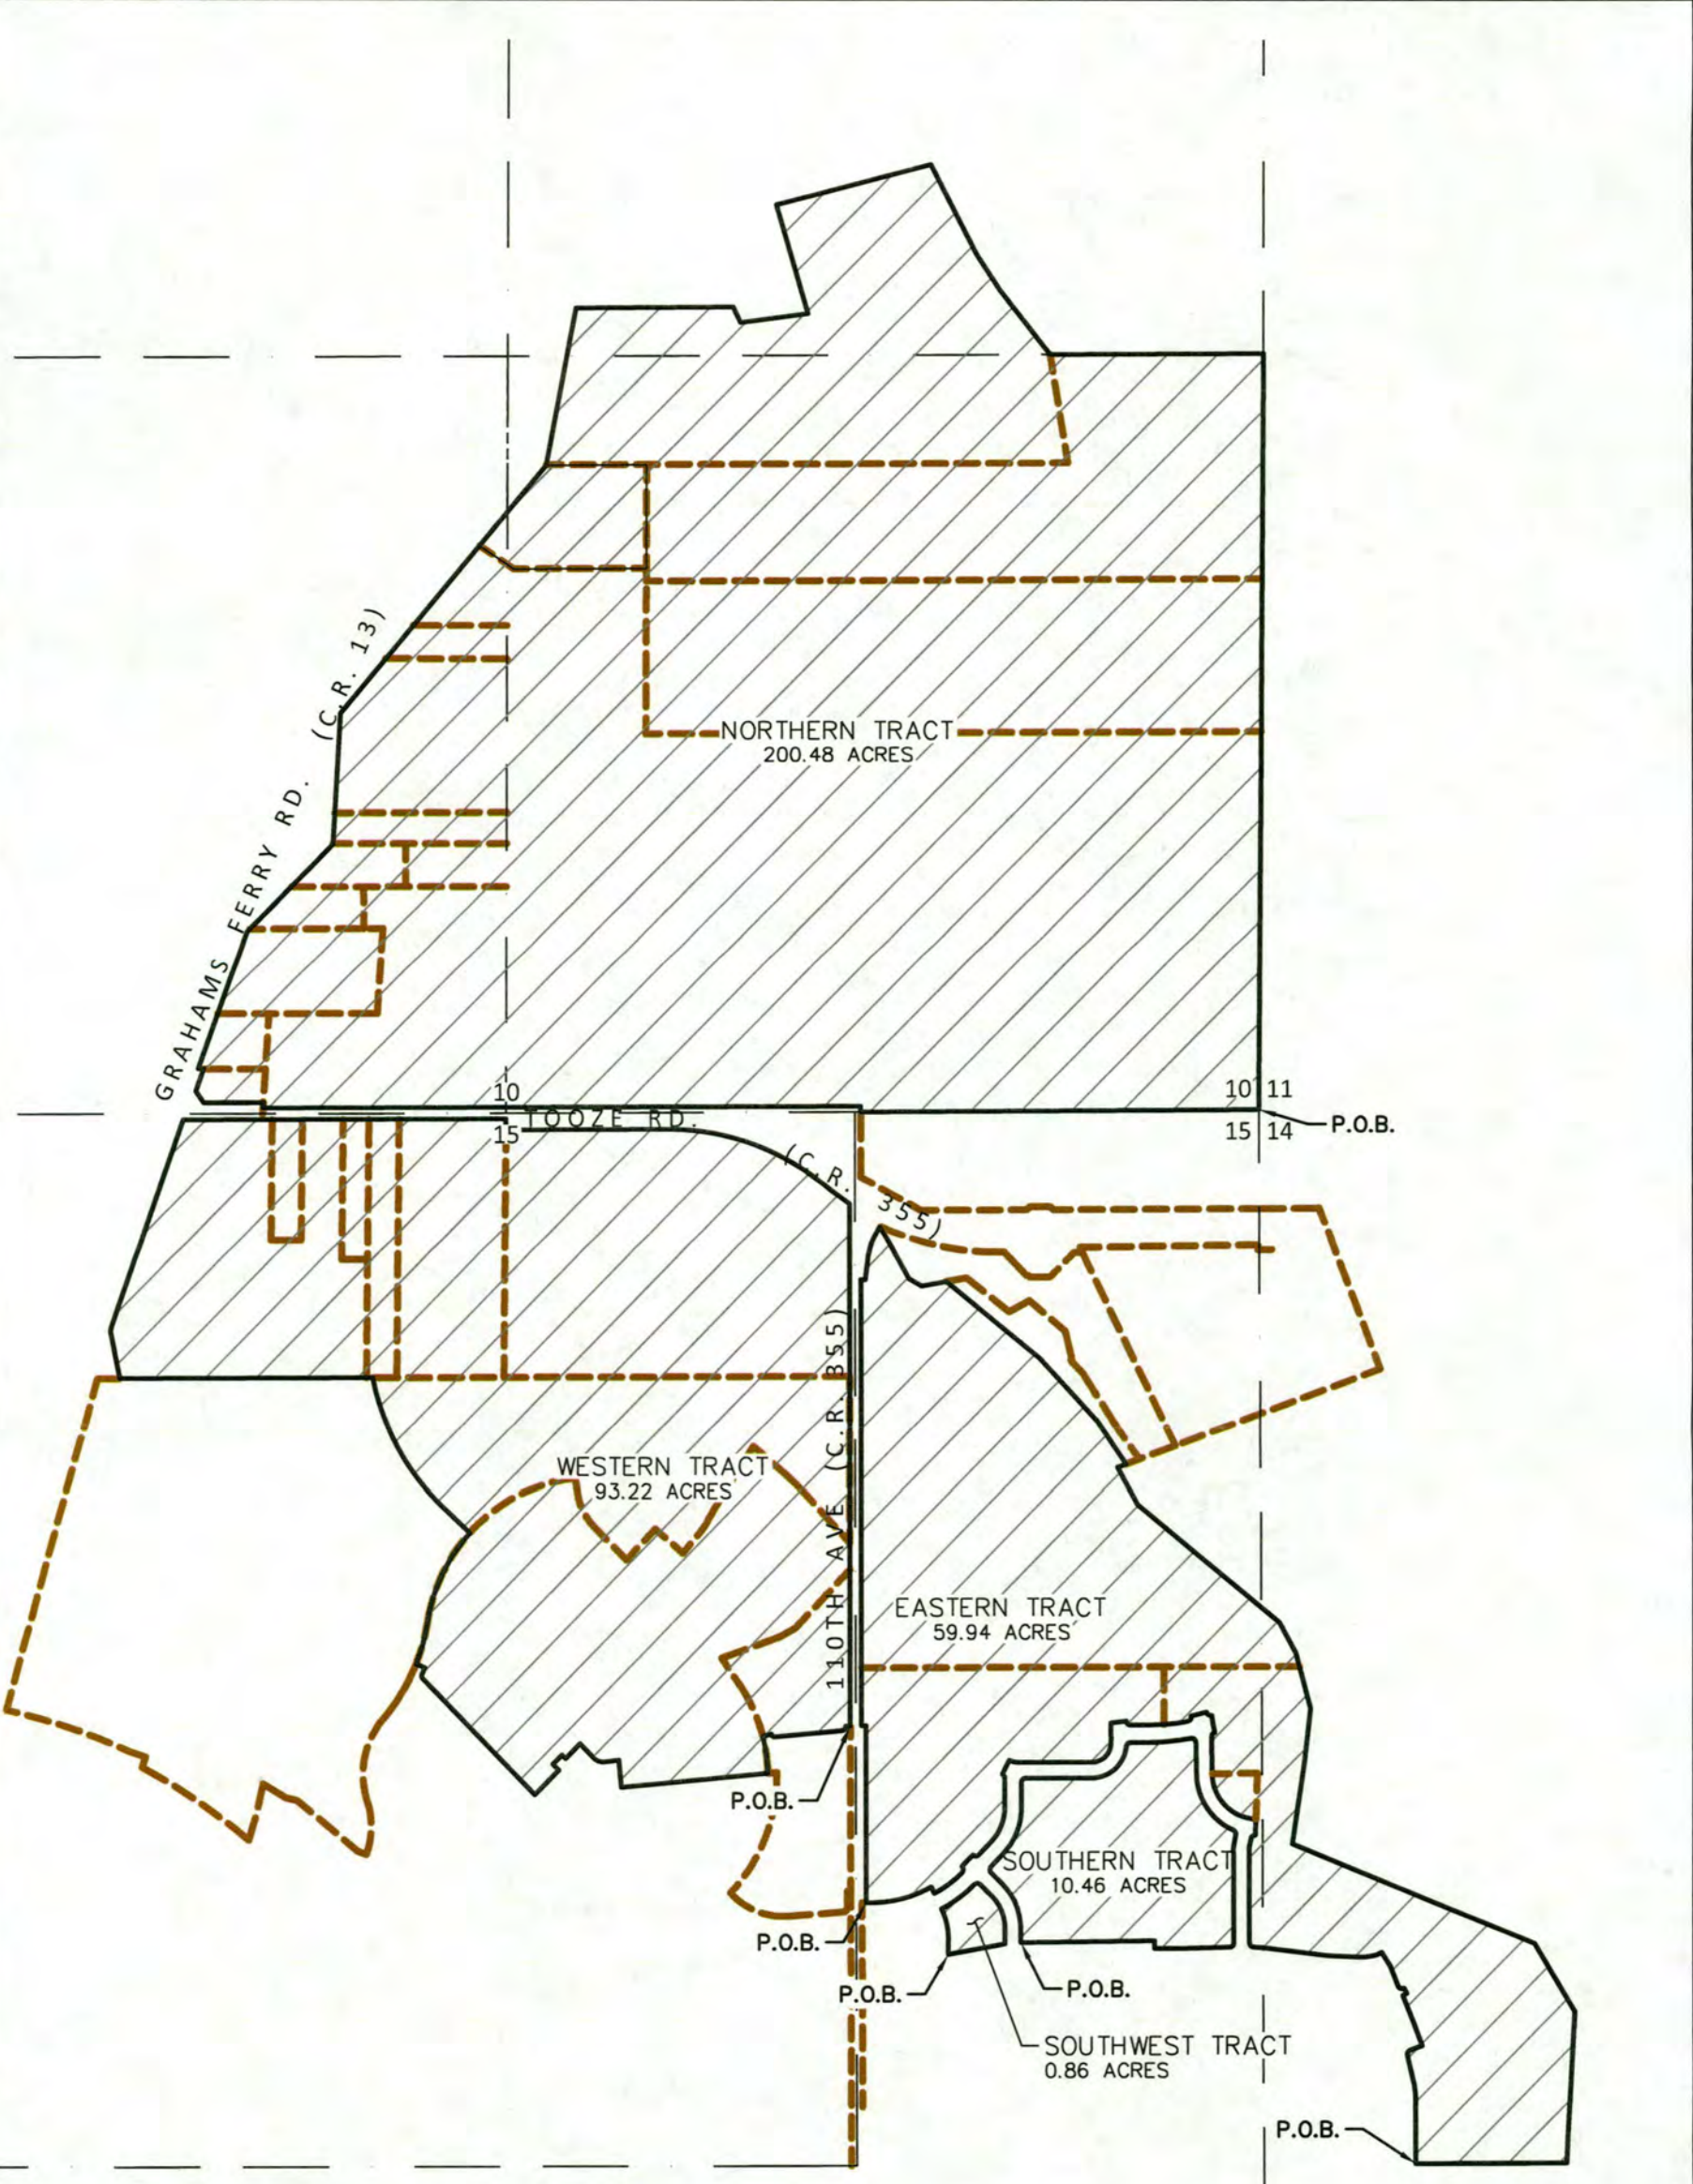 GRAHAMS FERRY RD. (C.R. 13)
NORTHERN TRACT
200.48 ACRES
10
10 11
TOOZE RD.
15
15 14
P.O.B.
(C.R. 355)
110TH AVE (C.R. 355)
WESTERN TRACT
93.22 ACRES
EASTERN TRACT
59.94 ACRES
P.O.B.
SOUTHERN TRACT
10.46 ACRES
P.O.B.
P.O.B.
P.O.B.
SOUTHWEST TRACT
0.86 ACRES
P.O.B.